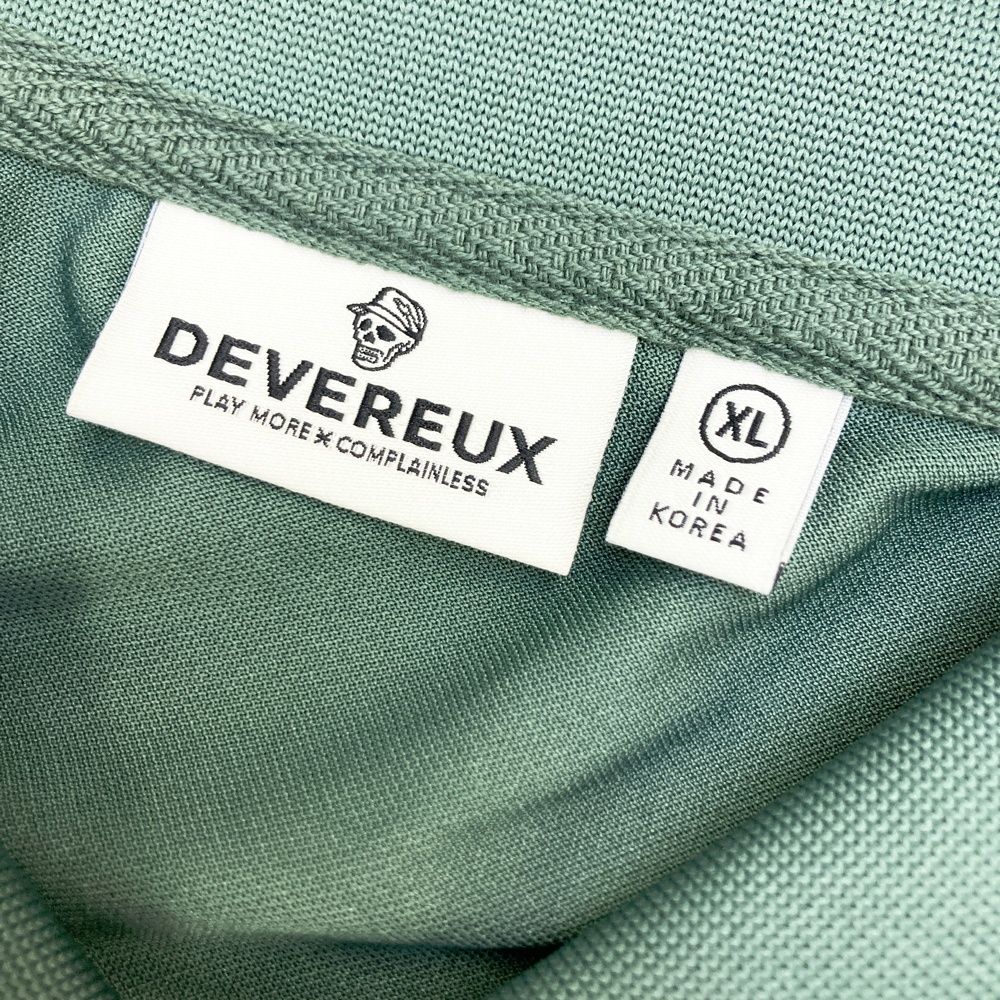 DEVEREUX
PLAY MORE COMPLAINLESS
XL
MADE
IN
KOREA